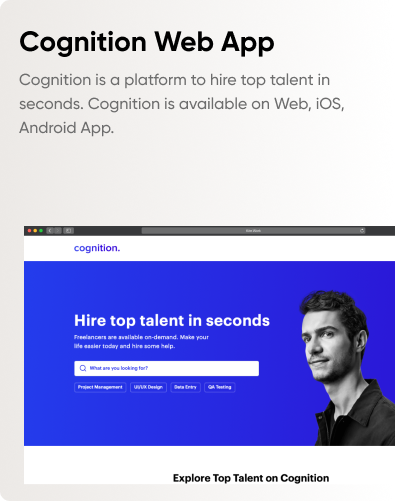 Cognition Web App
Cognition is a platform to hire top talent in
seconds. Cognition is available on Web, iOS,
Android App.
cognition.
Hire top talent in seconds
Freelancers are available on-demand. Make your
life easier today and hire some help.
What are you looking for?
Project Management
UI/UX Design
Data Entry
QA Testing
Explore Top Talent on Cognition